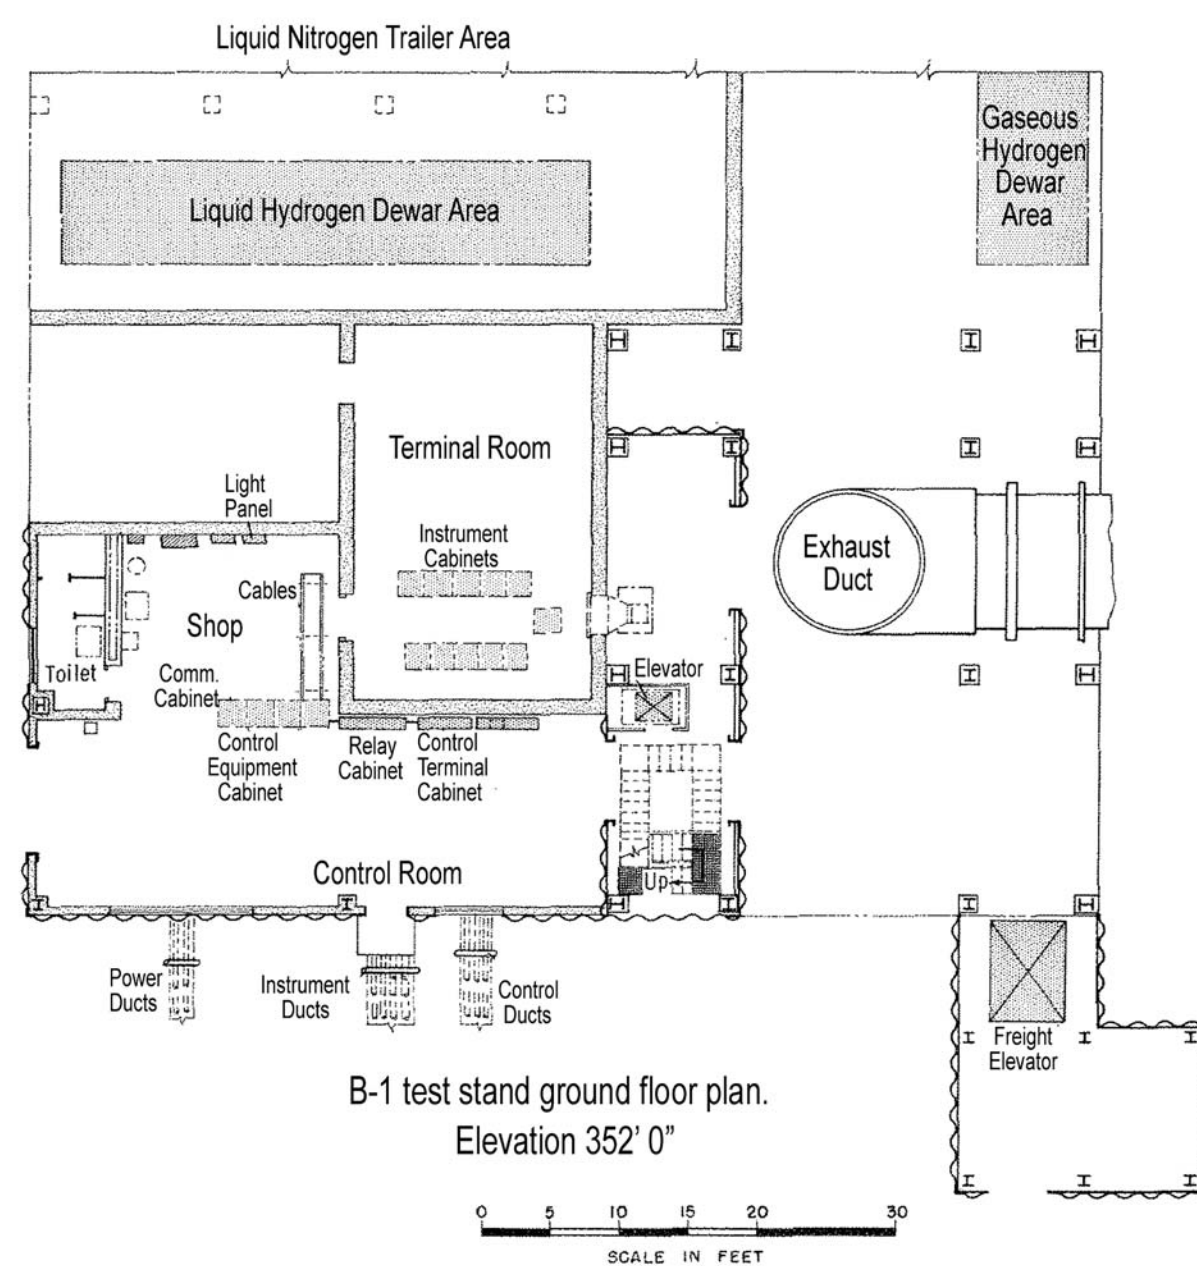 Liquid Nitrogen Trailer Area
Gaseous
Hydrogen
Dewar
Area
Liquid Hydrogen Dewar Area
Terminal Room
Light
Panel
Instrument
Cabinets
Exhaust
Duct
Cables
Shop
Toilet
Comm.
Cabinet
Elevator
Control
Equipment
Cabinet
Relay
Cabinet
Control
Terminal
Cabinet
Control Room
Up
Power
Ducts
Instrument
Ducts
Control
Ducts
Freight
Elevator
B-1 test stand ground floor plan.
Elevation 352' 0"
0 5 10 15 20 30
SCALE IN FEET